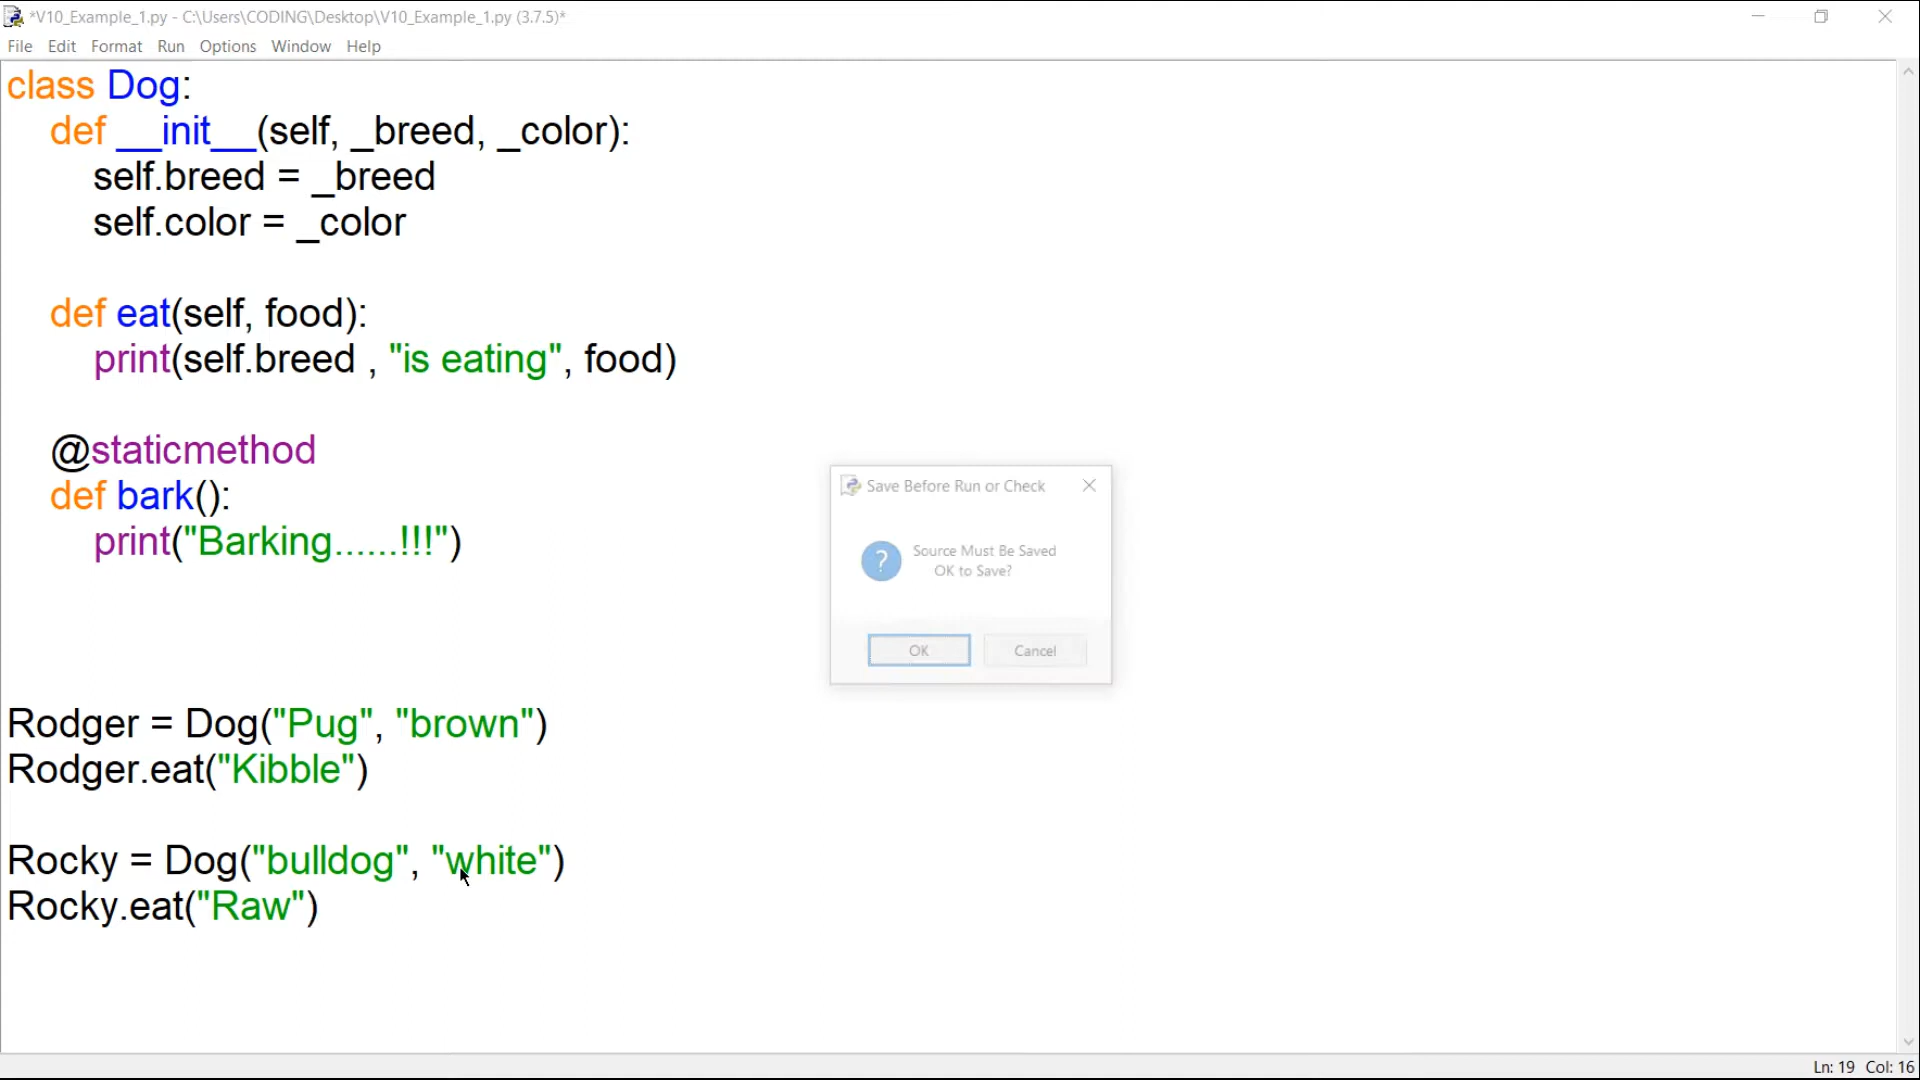 *V10_Example_1.py - C:\Users\CODING\Desktop\V10_Example_1.py (3.7.5)*
File Edit Format Run Options Window Help
class Dog:
    def __init__(self, _breed, _color):
        self.breed = _breed
        self.color = _color
    def eat(self, food):
        print(self.breed , "is eating", food)
    @staticmethod
    def bark():
        print("Barking......!!!")
Save Before Run or Check
Source Must Be Saved
OK to Save?
OK Cancel
Rodger = Dog("Pug", "brown")
Rodger.eat("Kibble")
Rocky = Dog("bulldog", "white")
Rocky.eat("Raw")
Ln: 19 Col: 16